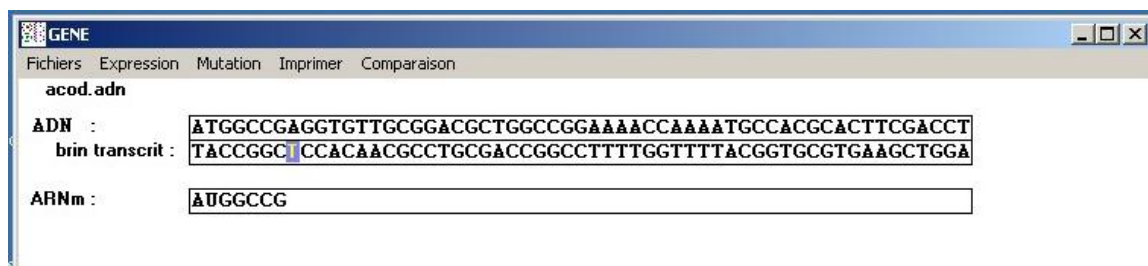 GENE
Fichiers Expression Mutation Imprimer Comparaison
acod.adn
ADN : ATGGCCGAGGTGTTGCGGACGCTGGCCGGAAAACCAAAATGCCACGCACTTCGACCT
brin transcrit : TACCGGCTCCACAACGCCTGCGACCGGCCTTTTGGTTTTACGGTGCGTGAAGCTGGA
ARNm : AUGGCCG